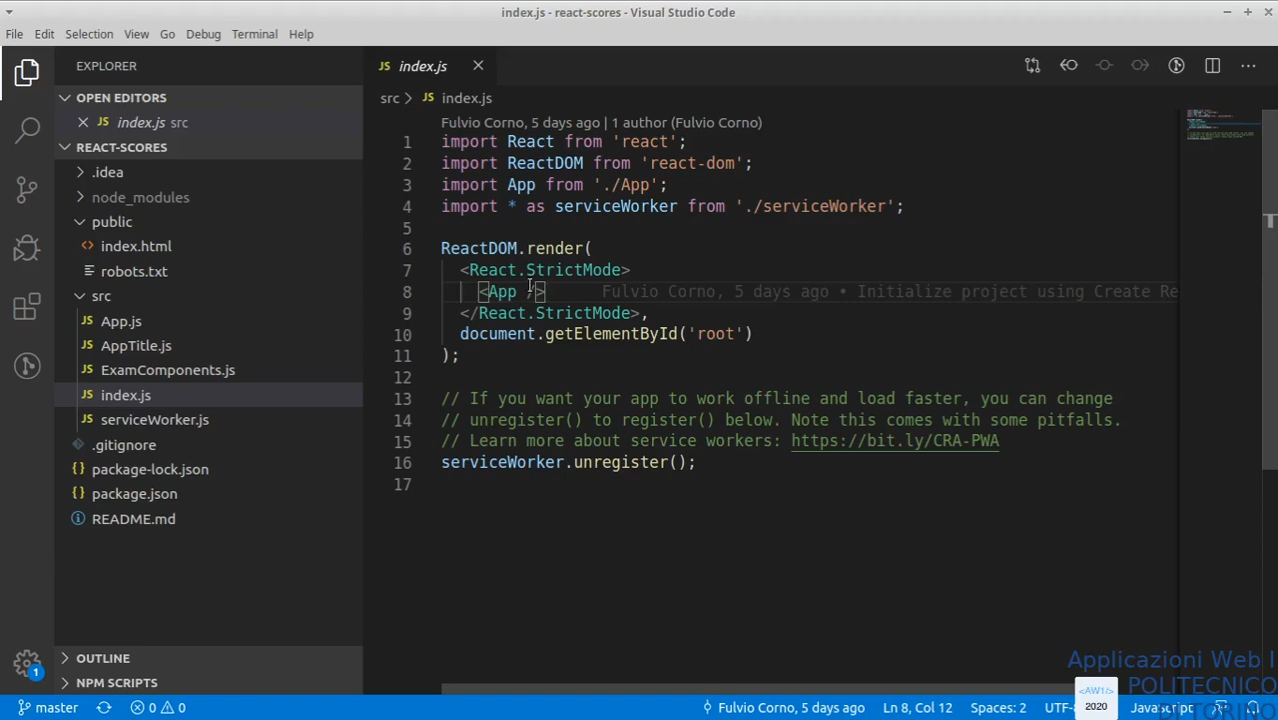 index.js - react-scores - Visual Studio Code
File Edit Selection View Go Debug Terminal Help
EXPLORER
OPEN EDITORS
index.js src
REACT-SCORES
.idea
node_modules
public
index.html
robots.txt
src
App.js
AppTitle.js
ExamComponents.js
index.js
serviceWorker.js
.gitignore
package-lock.json
package.json
README.md
OUTLINE
NPM SCRIPTS
JS index.js
src > JS index.js
Fulvio Corno, 5 days ago | 1 author (Fulvio Corno)
1 import React from 'react';
2 import ReactDOM from 'react-dom';
3 import App from './App';
4 import * as serviceWorker from './serviceWorker';
5
6 ReactDOM.render(
7 <React.StrictMode>
8 <App /> Fulvio Corno, 5 days ago • Initialize project using Create Re
9 </React.StrictMode>,
10 document.getElementById('root')
11 );
12
13 // If you want your app to work offline and load faster, you can change
14 // unregister() to register() below. Note this comes with some pitfalls.
15 // Learn more about service workers: https://bit.ly/CRA-PWA
16 serviceWorker.unregister();
17
Applicazioni Web I
POLITECNICO
DI TORINO
<AW1/>
2020
master 0 0 Fulvio Corno, 5 days ago Ln 8, Col 12 Spaces: 2 UTF-8 Javascript
1